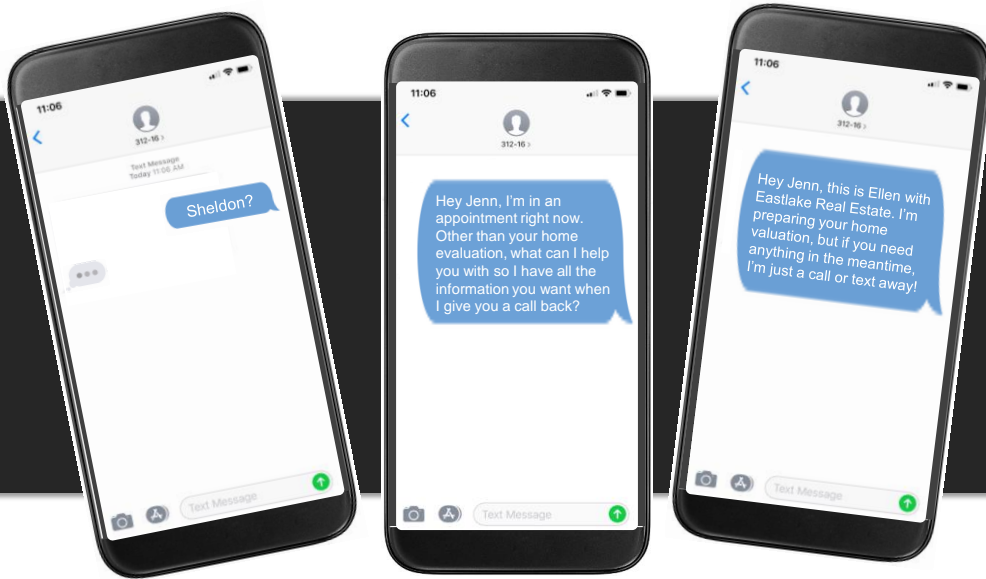 11:06
312-16 >
Text Message
Today 11:06 AM
Sheldon?
Text Message
11:06
312-16 >
Hey Jenn, I'm in an
appointment right now.
Other than your home
evaluation, what can I help
you with so I have all the
information you want when
I give you a call back?
Text Message
11:06
312-16 >
Hey Jenn, this is Ellen with
Eastlake Real Estate. I'm
preparing your home
valuation, but if you need
anything in the meantime,
I'm just a call or text away!
Text Message